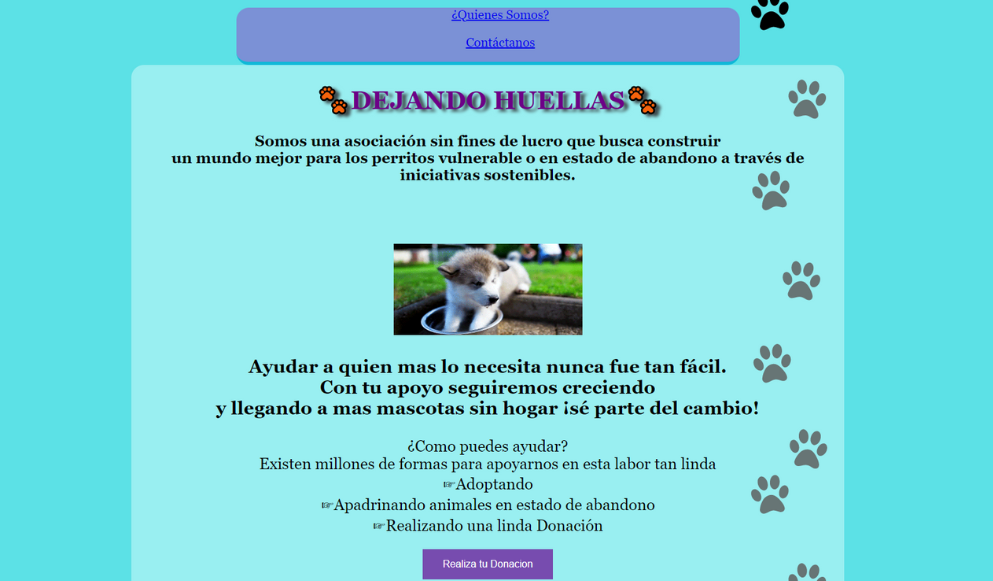 ¿Quienes Somos?
Contáctanos
DEJANDO HUELLAS
Somos una asociación sin fines de lucro que busca construir
un mundo mejor para los perritos vulnerable o en estado de abandono a través de
iniciativas sostenibles.
Ayudar a quien mas lo necesita nunca fue tan fácil.
Con tu apoyo seguiremos creciendo
y llegando a mas mascotas sin hogar ¡sé parte del cambio!
¿Como puedes ayudar?
Existen millones de formas para apoyarnos en esta labor tan linda
☞Adoptando
☞Apadrinando animales en estado de abandono
☞Realizando una linda Donación
Realiza tu Donacion